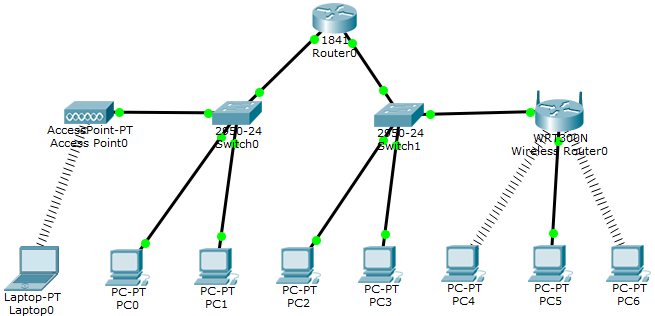 1841
Router0
AccessPoint-PT
Access Point0
2950-24
Switch0
2950-24
Switch1
WRT300N
Wireless Router0
Laptop-PT
Laptop0
PC-PT
PC0
PC-PT
PC1
PC-PT
PC2
PC-PT
PC3
PC-PT
PC4
PC-PT
PC5
PC-PT
PC6